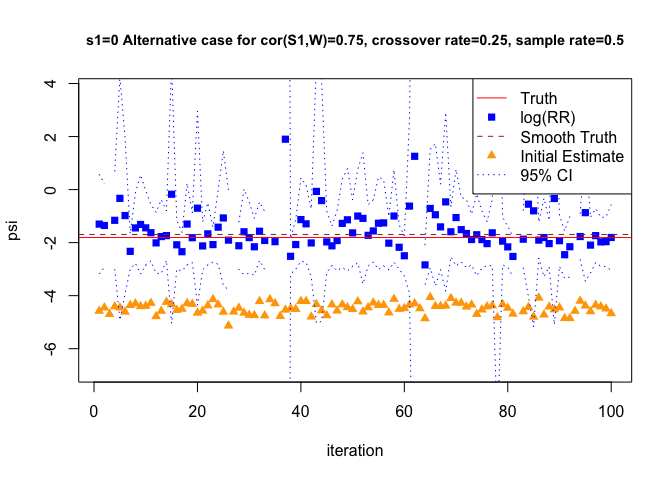 s1=0 Alternative case for cor(S1,W)=0.75, crossover rate=0.25, sample rate=0.5
psi
4
2
0
-2
-4
-6
Truth
log(RR)
Smooth Truth
Initial Estimate
95% CI
0
20
40
60
80
100
iteration